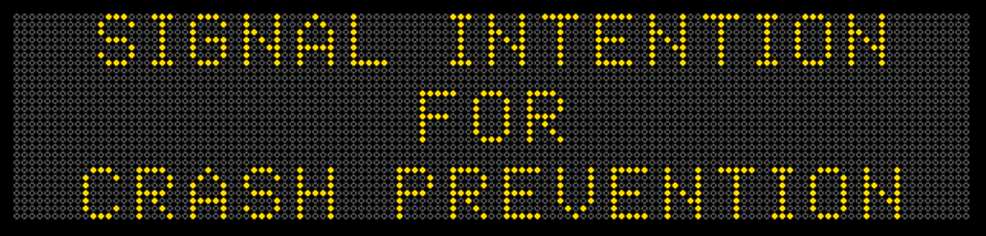 SIGNAL INTENTION
FOR
CRASH PREVENTION